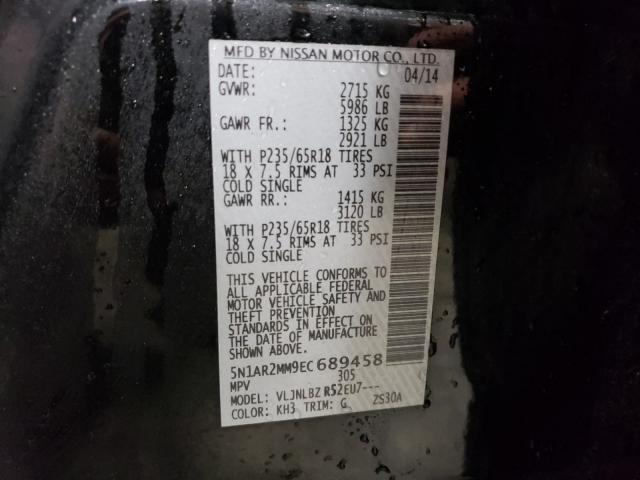 MFD BY NISSAN MOTOR CO., LTD.
DATE: 04/14
GVWR: 2715 KG
5986 LB
GAWR FR.: 1325 KG
2921 LB
WITH P235/65R18 TIRES
18 X 7.5 RIMS AT 33 PSI
COLD SINGLE
GAWR RR.: 1415 KG
3120 LB
WITH P235/65R18 TIRES
18 X 7.5 RIMS AT 33 PSI
COLD SINGLE
THIS VEHICLE CONFORMS TO
ALL APPLICABLE FEDERAL
MOTOR VEHICLE SAFETY AND
THEFT PREVENTION
STANDARDS IN EFFECT ON
THE DATE OF MANUFACTURE
SHOWN ABOVE.
5N1AR2MM9EC689458
MPV 305
MODEL: VLJNLBZ RS2EU7---
COLOR: KH3 TRIM: G ZS30A